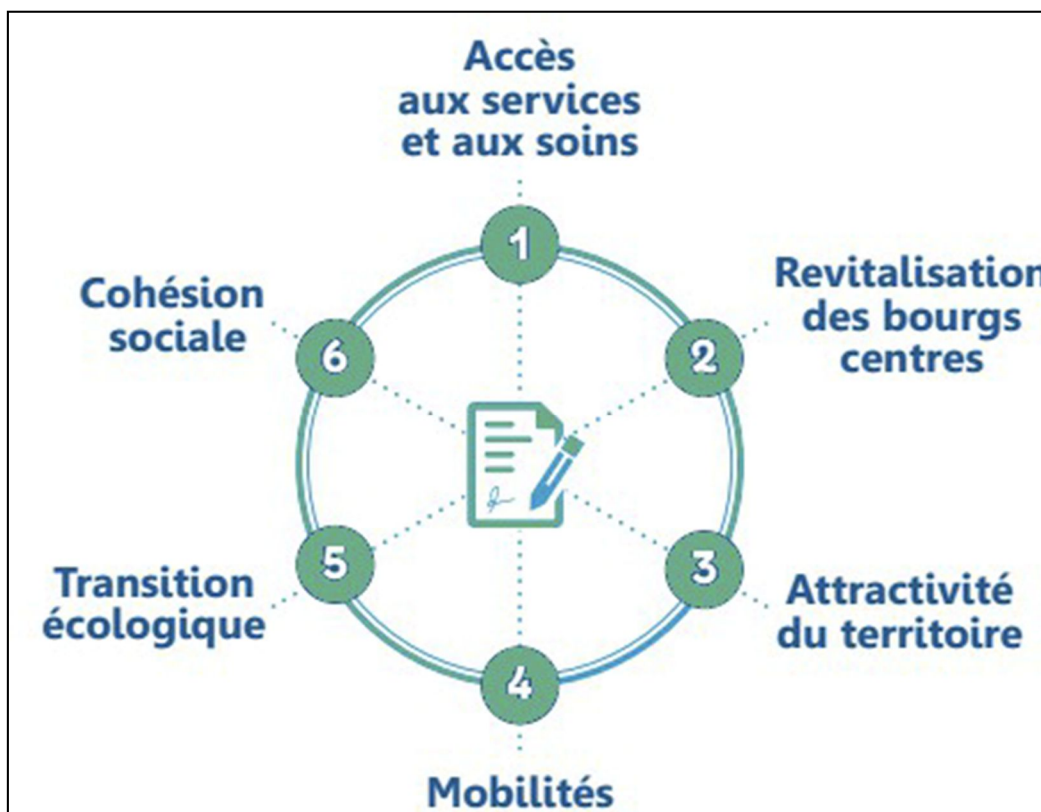 Accès
aux services
et aux soins
1
Revitalisation
des bourgs
centres
2
3
Attractivité
du territoire
4
Mobilités
5
Transition
écologique
6
Cohésion
sociale